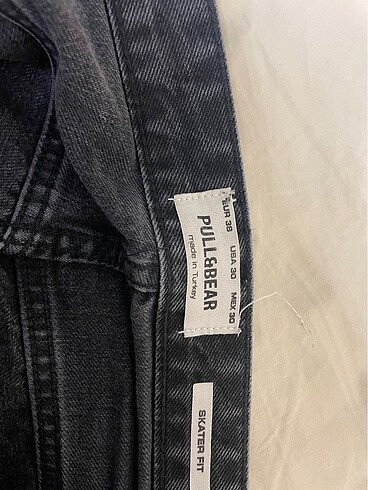 EUR 38 USA 30 MEX 30
PULL&BEAR
made in Turkey
SKATER FIT